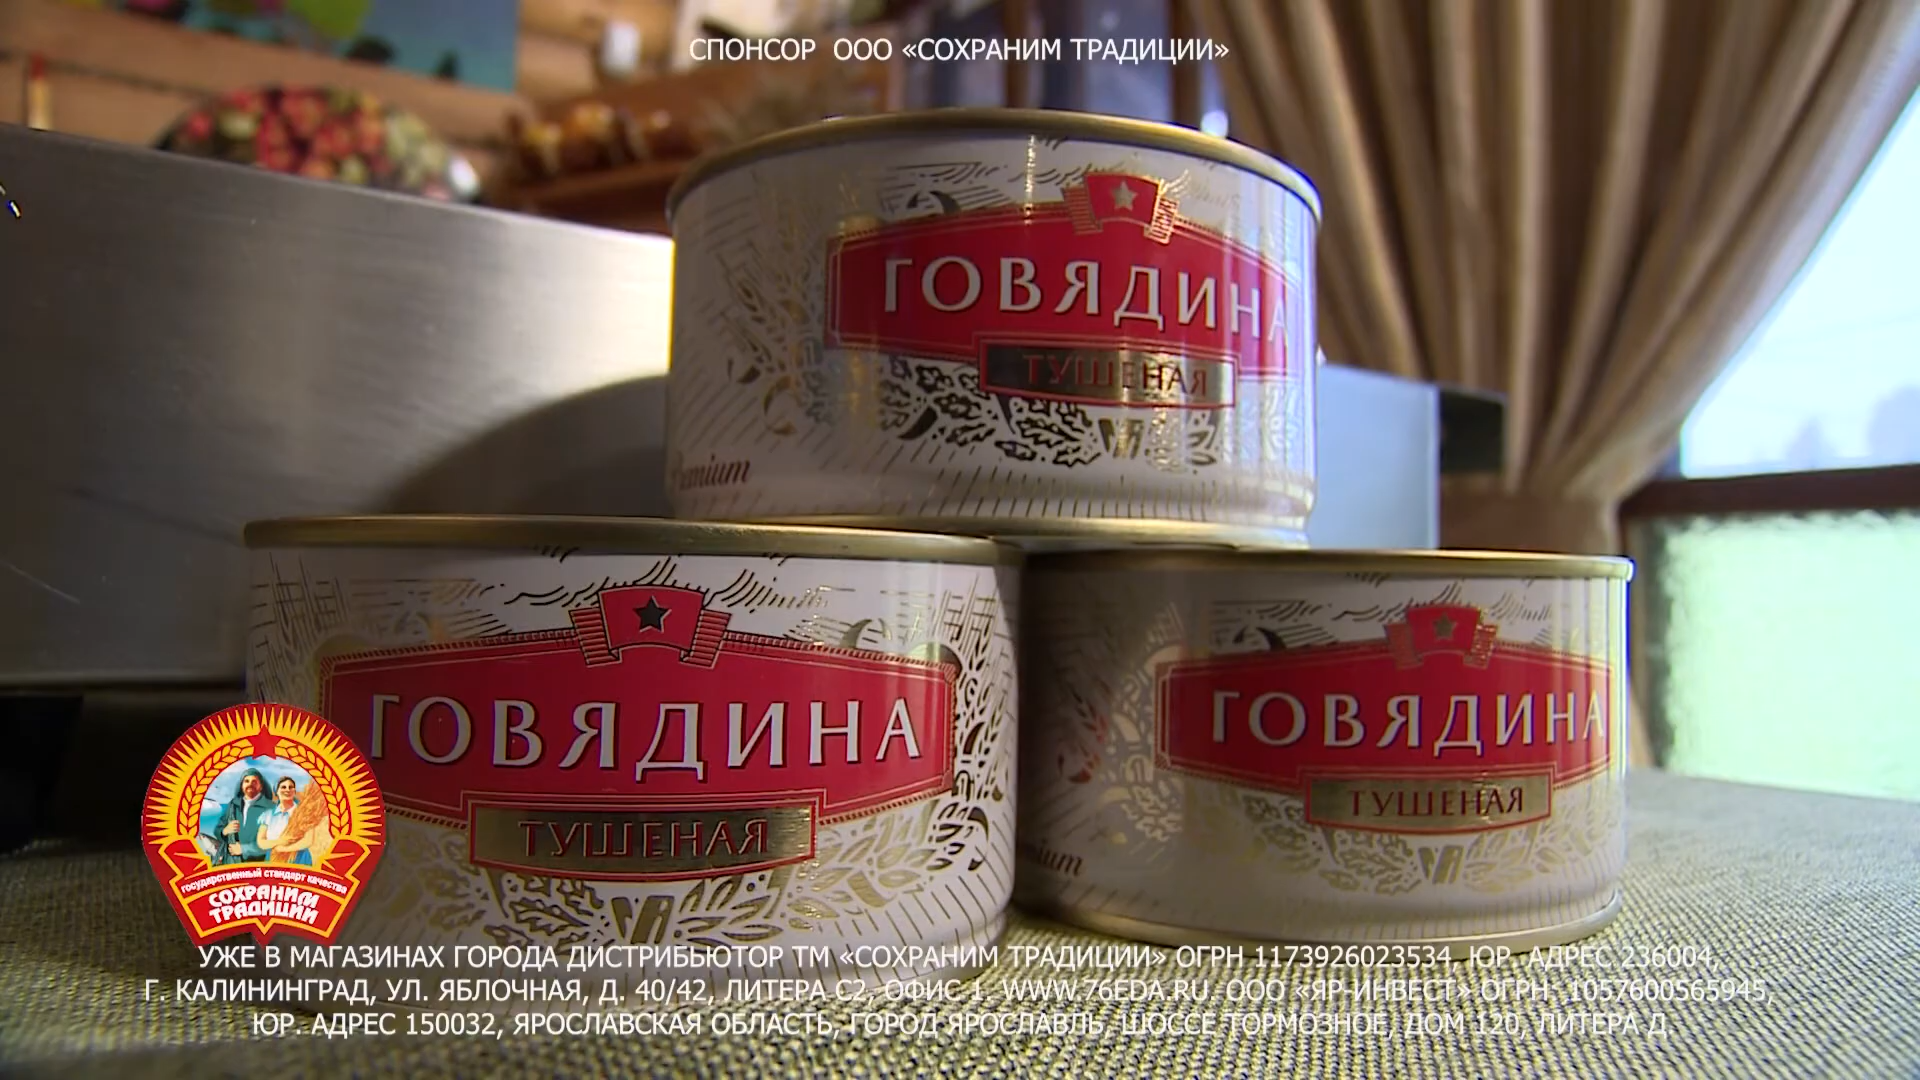 СПОНСОР ООО «СОХРАНИМ ТРАДИЦИИ»
ГОВЯДИНА
ТУШЕНАЯ
Premium
ГОВЯДИНА
ТУШЕНАЯ
ГОВЯДИНА
ТУШЕНАЯ
государственный стандарт качества
СОХРАНИМ
ТРАДИЦИИ
УЖЕ В МАГАЗИНАХ ГОРОДА ДИСТРИБЬЮТОР ТМ «СОХРАНИМ ТРАДИЦИИ» ОГРН 1173926023534, ЮР. АДРЕС 236004,
Г. КАЛИНИНГРАД, УЛ. ЯБЛОЧНАЯ, Д. 40/42, ЛИТЕРА С2, ОФИС 1. WWW.76EDA.RU. ООО «ЯР-ИНВЕСТ» ОГРН 1057600565945,
ЮР. АДРЕС 150032, ЯРОСЛАВСКАЯ ОБЛАСТЬ, ГОРОД ЯРОСЛАВЛЬ, ШОССЕ ТОРМОЗНОЕ, ДОМ 120, ЛИТЕРА Д.